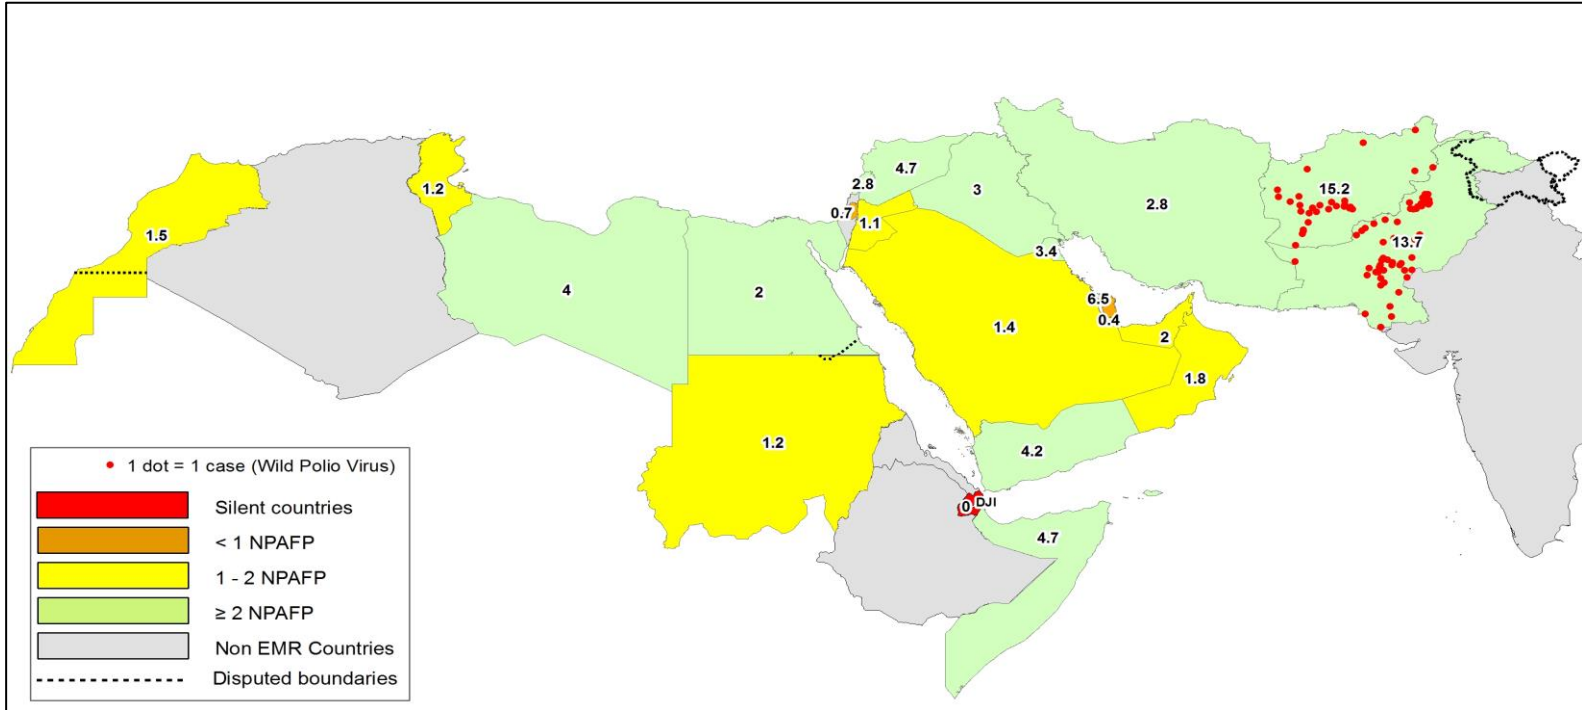 4.7
2.8
3
1.2
0.7
15.2
2.8
1.1
1.5
13.7
3.4
4
2
6.5
1.4
0.4
2
1.8
1.2
4.2
0
DJI
4.7
1 dot = 1 case (Wild Polio Virus)
Silent countries
< 1 NPAFP
1 - 2 NPAFP
≥ 2 NPAFP
Non EMR Countries
Disputed boundaries